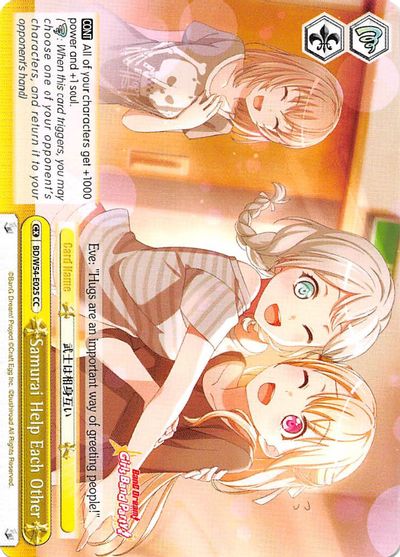 [CONT] All of your characters get +1000
power and +1 soul.
( : When this card triggers, you may
choose one of your opponent's
characters, and return it to your
opponent's hand)
Eve: "Hugs are an important way of greeting people!"
BanG Dream!
Girls Band Party!
Card Name
武士は相身互い
CC
BD/W54-E025 CC
Samurai Help Each Other
©BanG Dream! Project ©Craft Egg Inc. ©bushiroad All Rights Reserved.